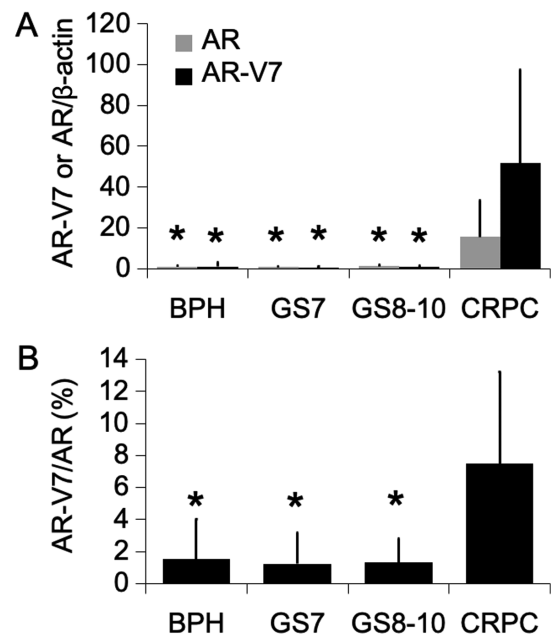 A
AR-V7 or AR/β-actin
120
100
80
60
40
20
0
AR
AR-V7
* * * * * *
BPH GS7 GS8-10 CRPC
B
AR-V7/AR (%)
14
12
10
8
6
4
2
0
* * *
BPH GS7 GS8-10 CRPC